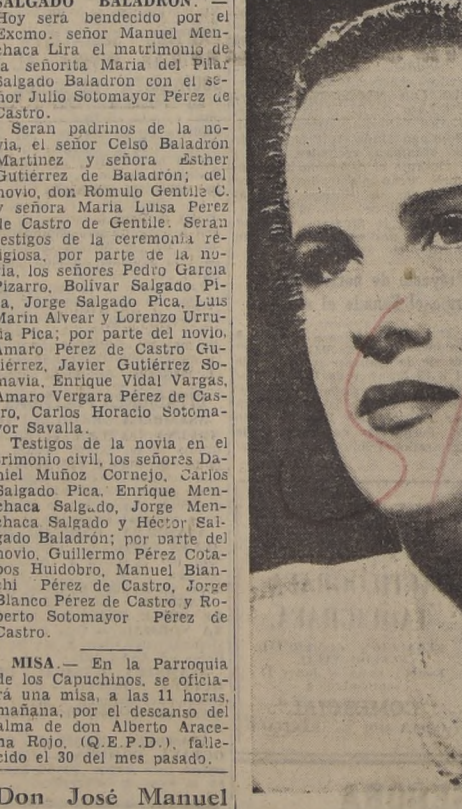 SALGADO BALADRON. —
Hoy será bendecido por el
Excmo. señor Manuel Men-
chaca Lira el matrimonio de
la señorita María del Pilar
Salgado Baladrón con el se-
ñor Julio Sotomayor Pérez de
Castro.
Serán padrinos de la no-
via, el señor Celso Baladrón
Martínez y señora Esther
Gutiérrez de Baladrón; del
novio, don Rómulo Gentile C.
y señora María Luisa Pérez
de Castro de Gentile. Serán
testigos de la ceremonia re-
ligiosa, por parte de la no-
via, los señores Pedro García
Pizarro, Bolívar Salgado Pi-
ca, Jorge Salgado Pica, Luis
Marín Alvear y Lorenzo Urru-
tia Pica; por parte del novio,
Amaro Pérez de Castro Gu-
tiérrez, Javier Gutiérrez So-
mavia, Enrique Vidal Vargas,
Amaro Vergara Pérez de Cas-
tro, Carlos Horacio Sotoma-
yor Savalla.
Testigos de la novia en el
trimonio civil, los señores Da-
niel Muñoz Cornejo, Carlos
Salgado Pica, Enrique Men-
chaca Salgado, Jorge Men-
chaca Salgado y Héctor Sal-
gado Baladrón; por parte del
novio, Guillermo Pérez Cota-
pos Huidobro, Manuel Bian-
chi Pérez de Castro, Jorge
Blanco Pérez de Castro y Ro-
berto Sotomayor Pérez de
Castro.
MISA.— En la Parroquia
de los Capuchinos, se oficia-
rá una misa, a las 11 horas,
mañana, por el descanso del
alma de don Alberto Arace-
na Rojo, (Q.E.P.D.), falle-
cido el 30 del mes pasado.
Don José Manuel